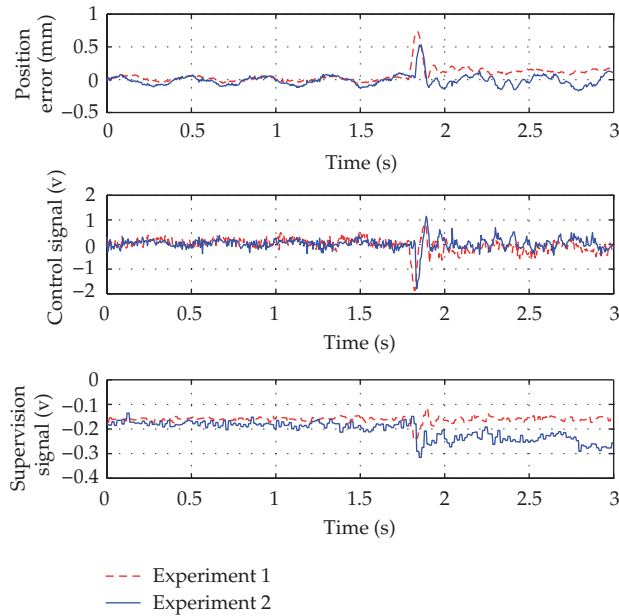 1
0.5
0
−0.5
Position
error (mm)
0 0.5 1 1.5 2 2.5 3
Time (s)
2
1
0
−1
−2
Control signal (v)
0 0.5 1 1.5 2 2.5 3
Time (s)
0
−0.1
−0.2
−0.3
−0.4
Supervision
signal (v)
0 0.5 1 1.5 2 2.5 3
Time (s)
Experiment 1
Experiment 2